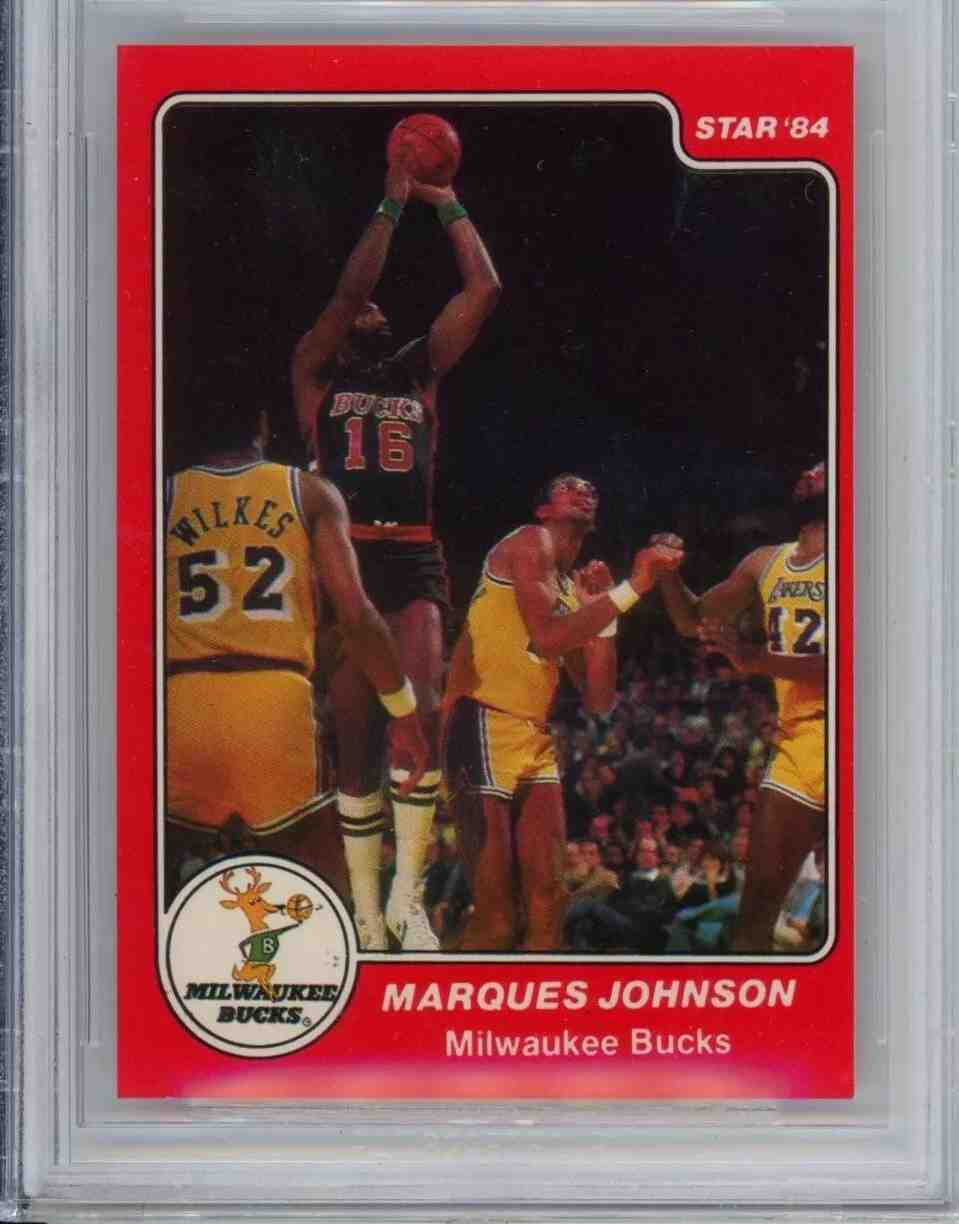 STAR '84
BUCKS
16
WILKES
52
LAKERS
42
B
MILWAUKEE
BUCKS®
MARQUES JOHNSON
Milwaukee Bucks